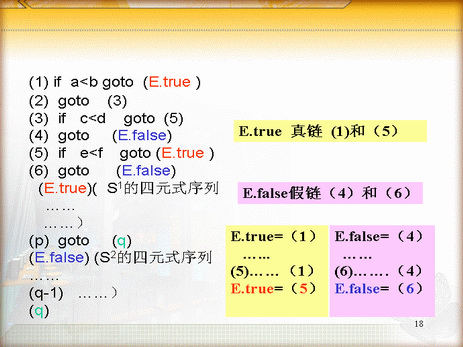 (1) if a<b goto (E.true )
(2) goto (3)
(3) if c<d goto (5)
(4) goto (E.false)
(5) if e<f goto (E.true )
(6) goto (E.false)
(E.true)( S1的四元式序列
……
……）
(p) goto (q)
(E.false) (S2的四元式序列
……
(q-1) ……）
(q)
E.true 真链 (1)和（5）
E.false假链（4）和（6）
E.true=（1）
……
(5)……（1）
E.true=（5）
E.false=（4）
……
(6)…….（4）
E.false=（6）
18